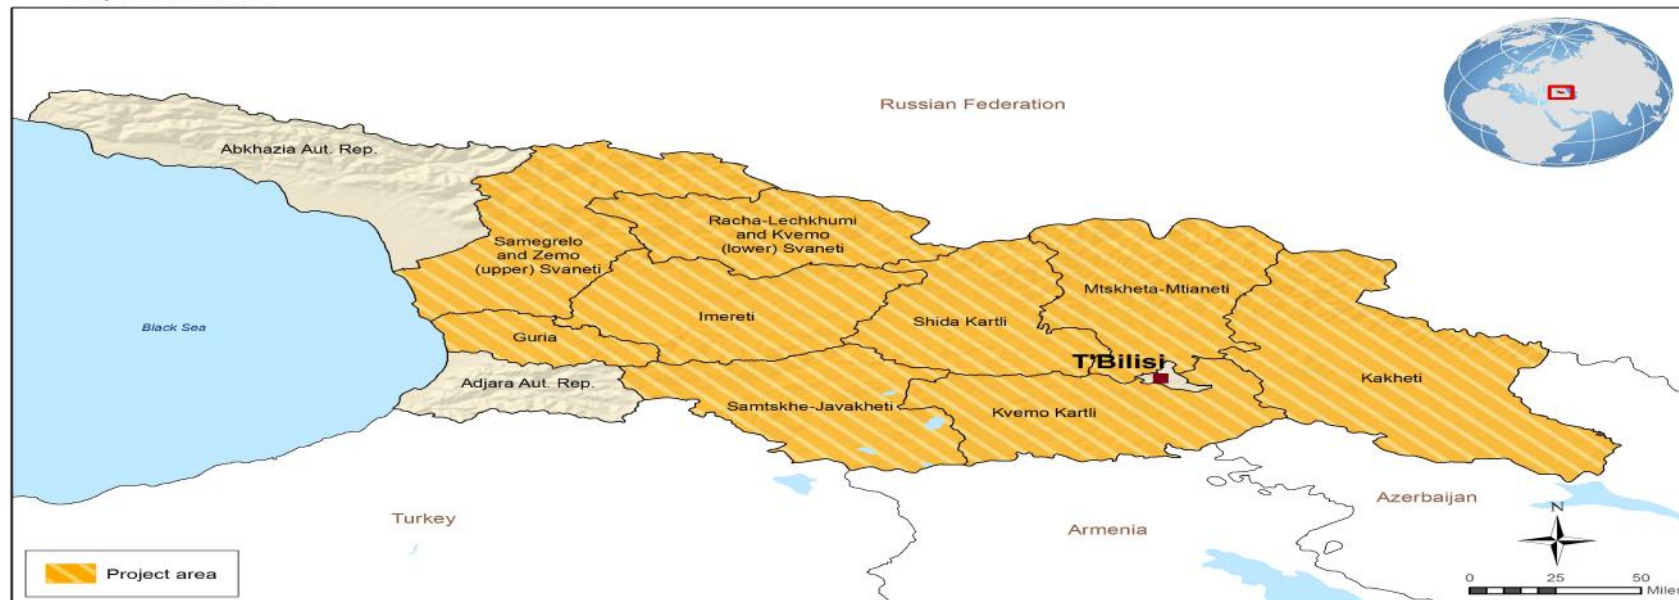 Russian Federation
Abkhazia Aut. Rep.
Racha-Lechkhumi
and Kvemo
(lower) Svaneti
Samegrelo
and Zemo
(upper) Svaneti
Mtskheta-Mtianeti
Imereti
Shida Kartli
Black Sea
Guria
T'Bilisi
Adjara Aut. Rep.
Kakheti
Samtskhe-Javakheti
Kvemo Kartli
Azerbaijan
Turkey
Armenia
N
Project area
0 25 50
Miles